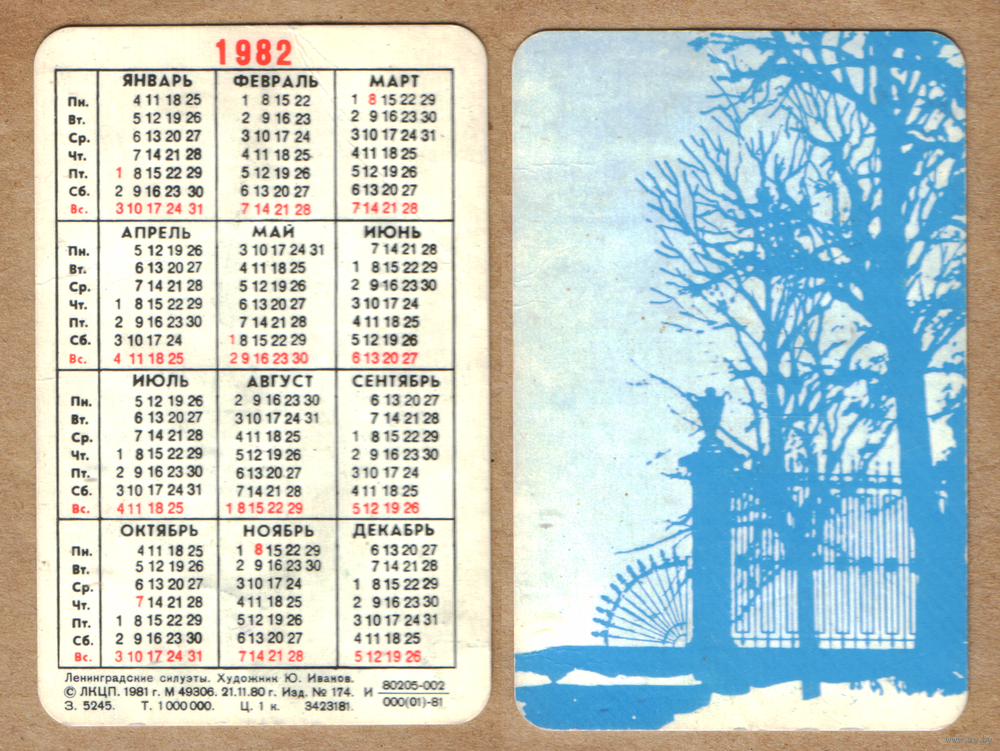 1982
ЯНВАРЬ ФЕВРАЛЬ МАРТ
Пн. 4 11 18 25 1 8 15 22 1 8 15 22 29
Вт. 5 12 19 26 2 9 16 23 2 9 16 23 30
Ср. 6 13 20 27 3 10 17 24 3 10 17 24 31
Чт. 7 14 21 28 4 11 18 25 4 11 18 25
Пт. 1 8 15 22 29 5 12 19 26 5 12 19 26
Сб. 2 9 16 23 30 6 13 20 27 6 13 20 27
Вс. 3 10 17 24 31 7 14 21 28 7 14 21 28
АПРЕЛЬ МАЙ ИЮНЬ
Пн. 5 12 19 26 3 10 17 24 31 7 14 21 28
Вт. 6 13 20 27 4 11 18 25 1 8 15 22 29
Ср. 7 14 21 28 5 12 19 26 2 9 16 23 30
Чт. 1 8 15 22 29 6 13 20 27 3 10 17 24
Пт. 2 9 16 23 30 7 14 21 28 4 11 18 25
Сб. 3 10 17 24 1 8 15 22 29 5 12 19 26
Вс. 4 11 18 25 2 9 16 23 30 6 13 20 27
ИЮЛЬ АВГУСТ СЕНТЯБРЬ
Пн. 5 12 19 26 2 9 16 23 30 6 13 20 27
Вт. 6 13 20 27 3 10 17 24 31 7 14 21 28
Ср. 7 14 21 28 4 11 18 25 1 8 15 22 29
Чт. 1 8 15 22 29 5 12 19 26 2 9 16 23 30
Пт. 2 9 16 23 30 6 13 20 27 3 10 17 24
Сб. 3 10 17 24 31 7 14 21 28 4 11 18 25
Вс. 4 11 18 25 1 8 15 22 29 5 12 19 26
ОКТЯБРЬ НОЯБРЬ ДЕКАБРЬ
Пн. 4 11 18 25 1 8 15 22 29 6 13 20 27
Вт. 5 12 19 26 2 9 16 23 30 7 14 21 28
Ср. 6 13 20 27 3 10 17 24 1 8 15 22 29
Чт. 7 14 21 28 4 11 18 25 2 9 16 23 30
Пт. 1 8 15 22 29 5 12 19 26 3 10 17 24 31
Сб. 2 9 16 23 30 6 13 20 27 4 11 18 25
Вс. 3 10 17 24 31 7 14 21 28 5 12 19 26
Ленинградские силуэты. Художник Ю. Иванов.
© ЛКЦП. 1981 г. М 49306. 21.11.80 г. Изд. № 174. И 80205-002
000(01)-81
З. 5245. Т. 1 000 000. Ц. 1 к. 3423181.